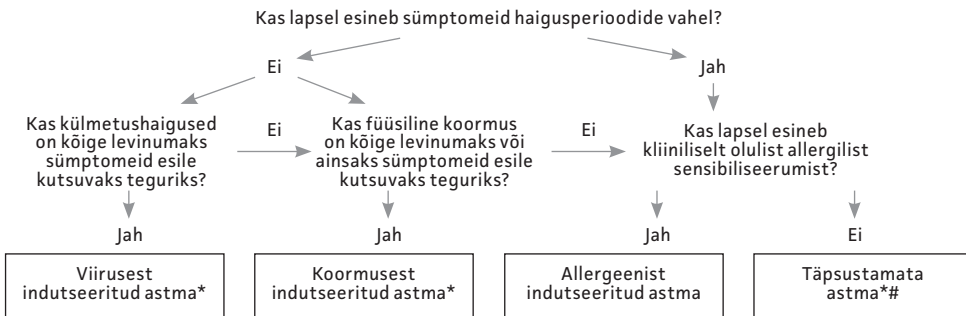 Kas lapsel esineb sümptomeid haigusperioodide vahel?
Ei
Jah
Kas külmetushaigused
on kõige levinumaks
sümptomeid esile
kutsuvaks teguriks?
Ei
Kas füüsiline koormus
on kõige levinumaks või
ainsaks sümptomeid esile
kutsuvaks teguriks?
Ei
Kas lapsel esineb
kliiniliselt olulist allergilist
sensibiliseerumist?
Jah
Jah
Jah
Ei
Viirusest
indutseeritud astma*
Koormusest
indutseeritud astma*
Allergeenist
indutseeritud astma
Täpsustamata
astma*#